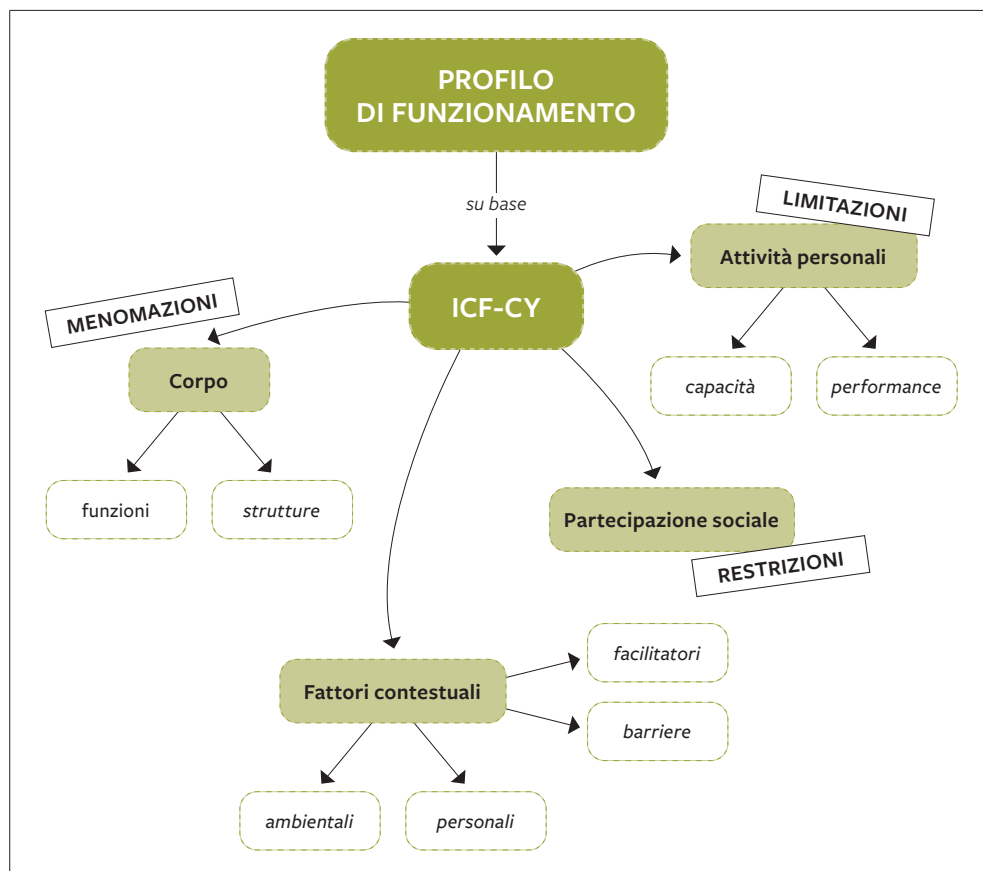 PROFILO
DI FUNZIONAMENTO
su base
LIMITAZIONI
Attività personali
ICF-CY
MENOMAZIONI
Corpo
capacità
performance
funzioni
strutture
Partecipazione sociale
RESTRIZIONI
facilitatori
Fattori contestuali
barriere
ambientali
personali